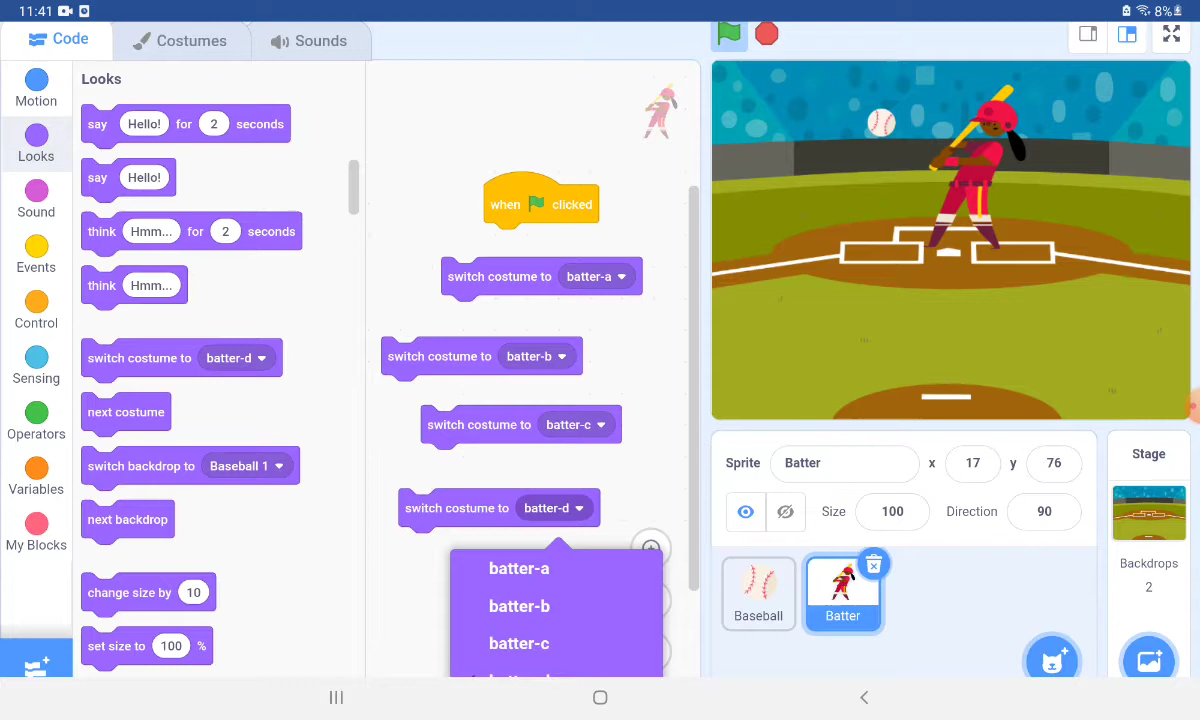 11:41
8%
Code
Costumes
Sounds
Motion
Looks
Sound
Events
Control
Sensing
Operators
Variables
My Blocks
Looks
say Hello! for 2 seconds
say Hello!
think Hmm... for 2 seconds
think Hmm...
switch costume to batter-d
next costume
switch backdrop to Baseball 1
next backdrop
change size by 10
set size to 100 %
when clicked
switch costume to batter-a
switch costume to batter-b
switch costume to batter-c
switch costume to batter-d
batter-a
batter-b
batter-c
Sprite Batter x 17 y 76
Size 100 Direction 90
Baseball
Batter
Stage
Backdrops
2